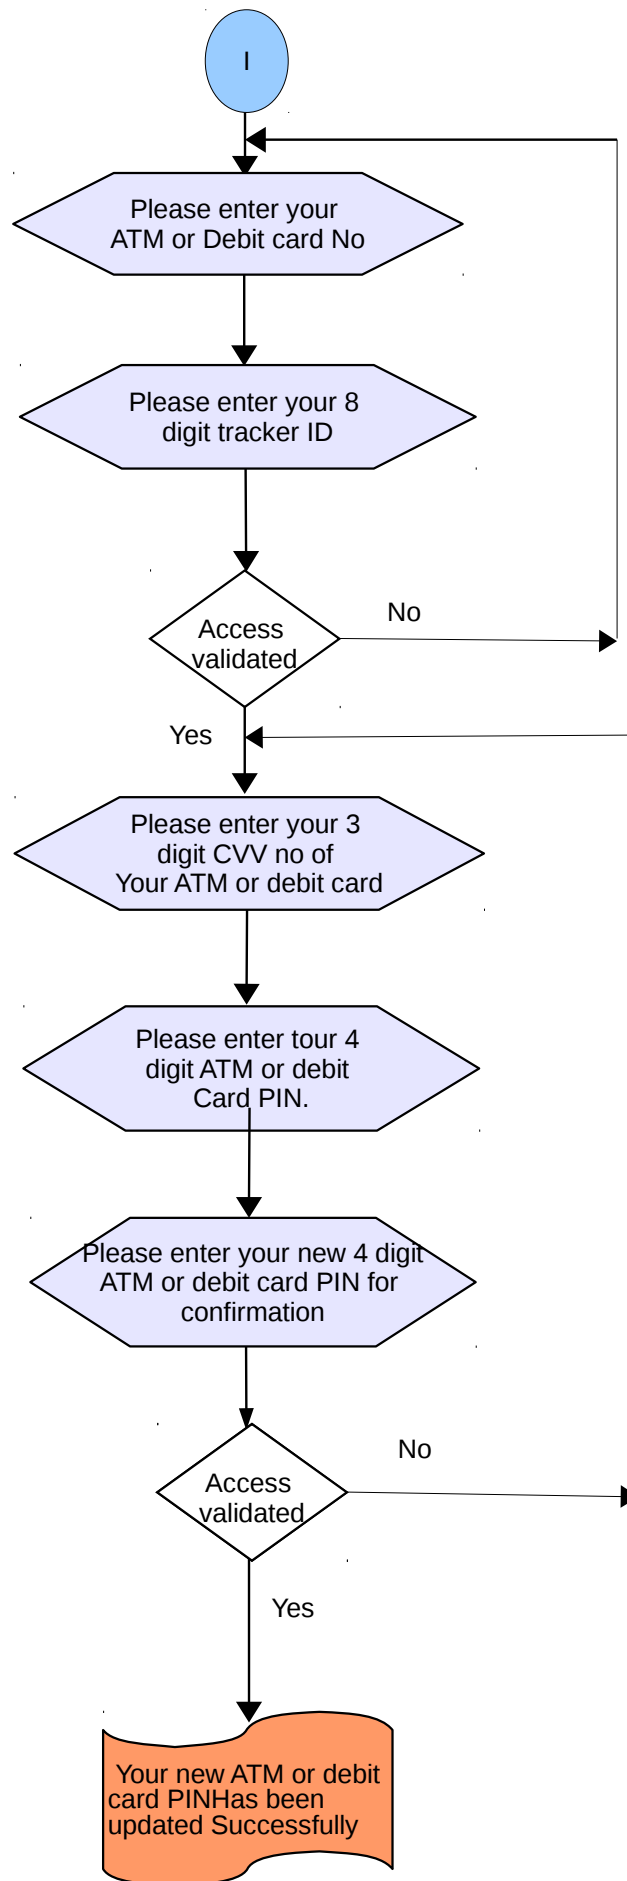 I
Please enter your
ATM or Debit card No
Please enter your 8
digit tracker ID
No
Access
validated
Yes
Please enter your 3
digit CVV no of
Your ATM or debit card
Please enter tour 4
digit ATM or debit
Card PIN.
Please enter your new 4 digit
ATM or debit card PIN for
confirmation
No
Access
validated
Yes
Your new ATM or debit
card PINHas been
updated Successfully